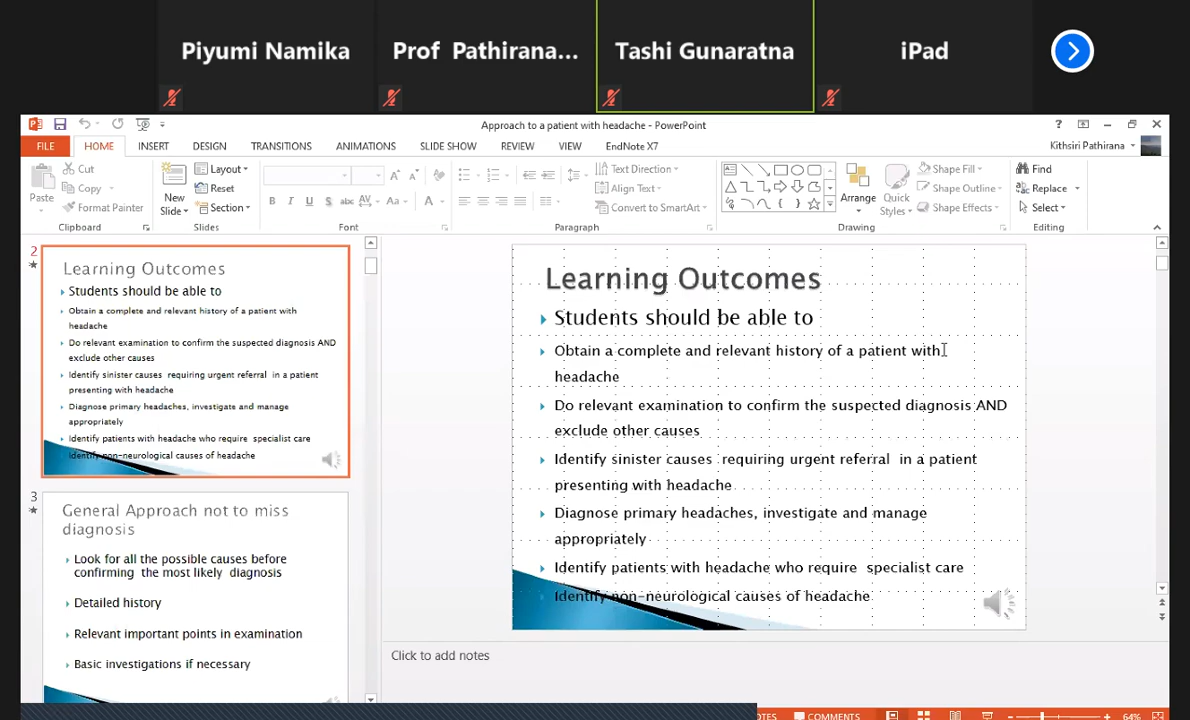 Piyumi Namika
Prof Pathirana...
Tashi Gunaratna
iPad
Approach to a patient with headache - PowerPoint
?
FILE HOME INSERT DESIGN TRANSITIONS ANIMATIONS SLIDE SHOW REVIEW VIEW EndNote X7
Kithsiri Pathirana
Paste
Cut
Copy
Format Painter
Clipboard
New
Slide
Layout
Reset
Section
Slides
B I U S abc AV Aa A
Font
Text Direction
Align Text
Convert to SmartArt
Paragraph
Arrange
Quick
Styles
Shape Fill
Shape Outline
Shape Effects
Drawing
Find
Replace
Select
Editing
2
Learning Outcomes
Students should be able to
Obtain a complete and relevant history of a patient with
headache
Do relevant examination to confirm the suspected diagnosis AND
exclude other causes
Identify sinister causes requiring urgent referral in a patient
presenting with headache
Diagnose primary headaches, investigate and manage
appropriately
Identify patients with headache who require specialist care
Identify non-neurological causes of headache
3
General Approach not to miss
diagnosis
Look for all the possible causes before
confirming the most likely diagnosis
Detailed history
Relevant important points in examination
Basic investigations if necessary
Learning Outcomes
Students should be able to
Obtain a complete and relevant history of a patient with
headache
Do relevant examination to confirm the suspected diagnosis AND
exclude other causes
Identify sinister causes requiring urgent referral in a patient
presenting with headache
Diagnose primary headaches, investigate and manage
appropriately
Identify patients with headache who require specialist care
Identify non-neurological causes of headache
Click to add notes
COMMENTS
64%